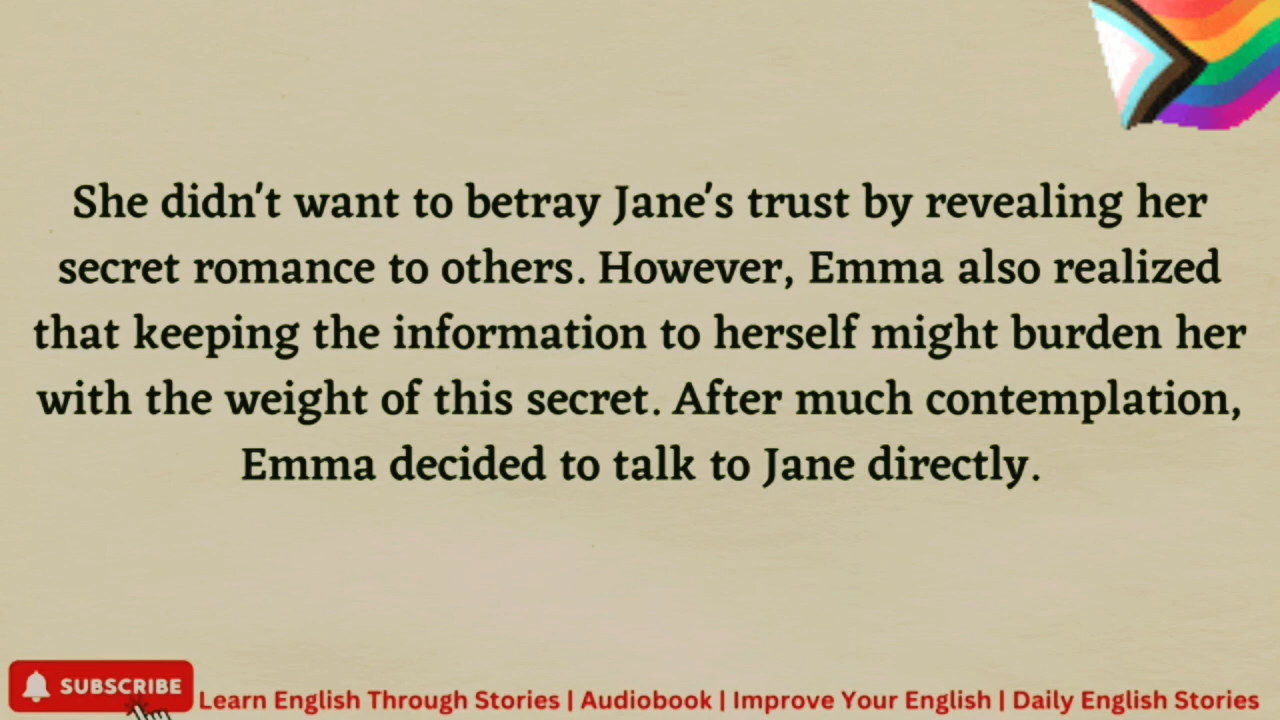 She didn't want to betray Jane's trust by revealing her
secret romance to others. However, Emma also realized
that keeping the information to herself might burden her
with the weight of this secret. After much contemplation,
Emma decided to talk to Jane directly.
SUBSCRIBE
Learn English Through Stories | Audiobook | Improve Your English | Daily English Stories